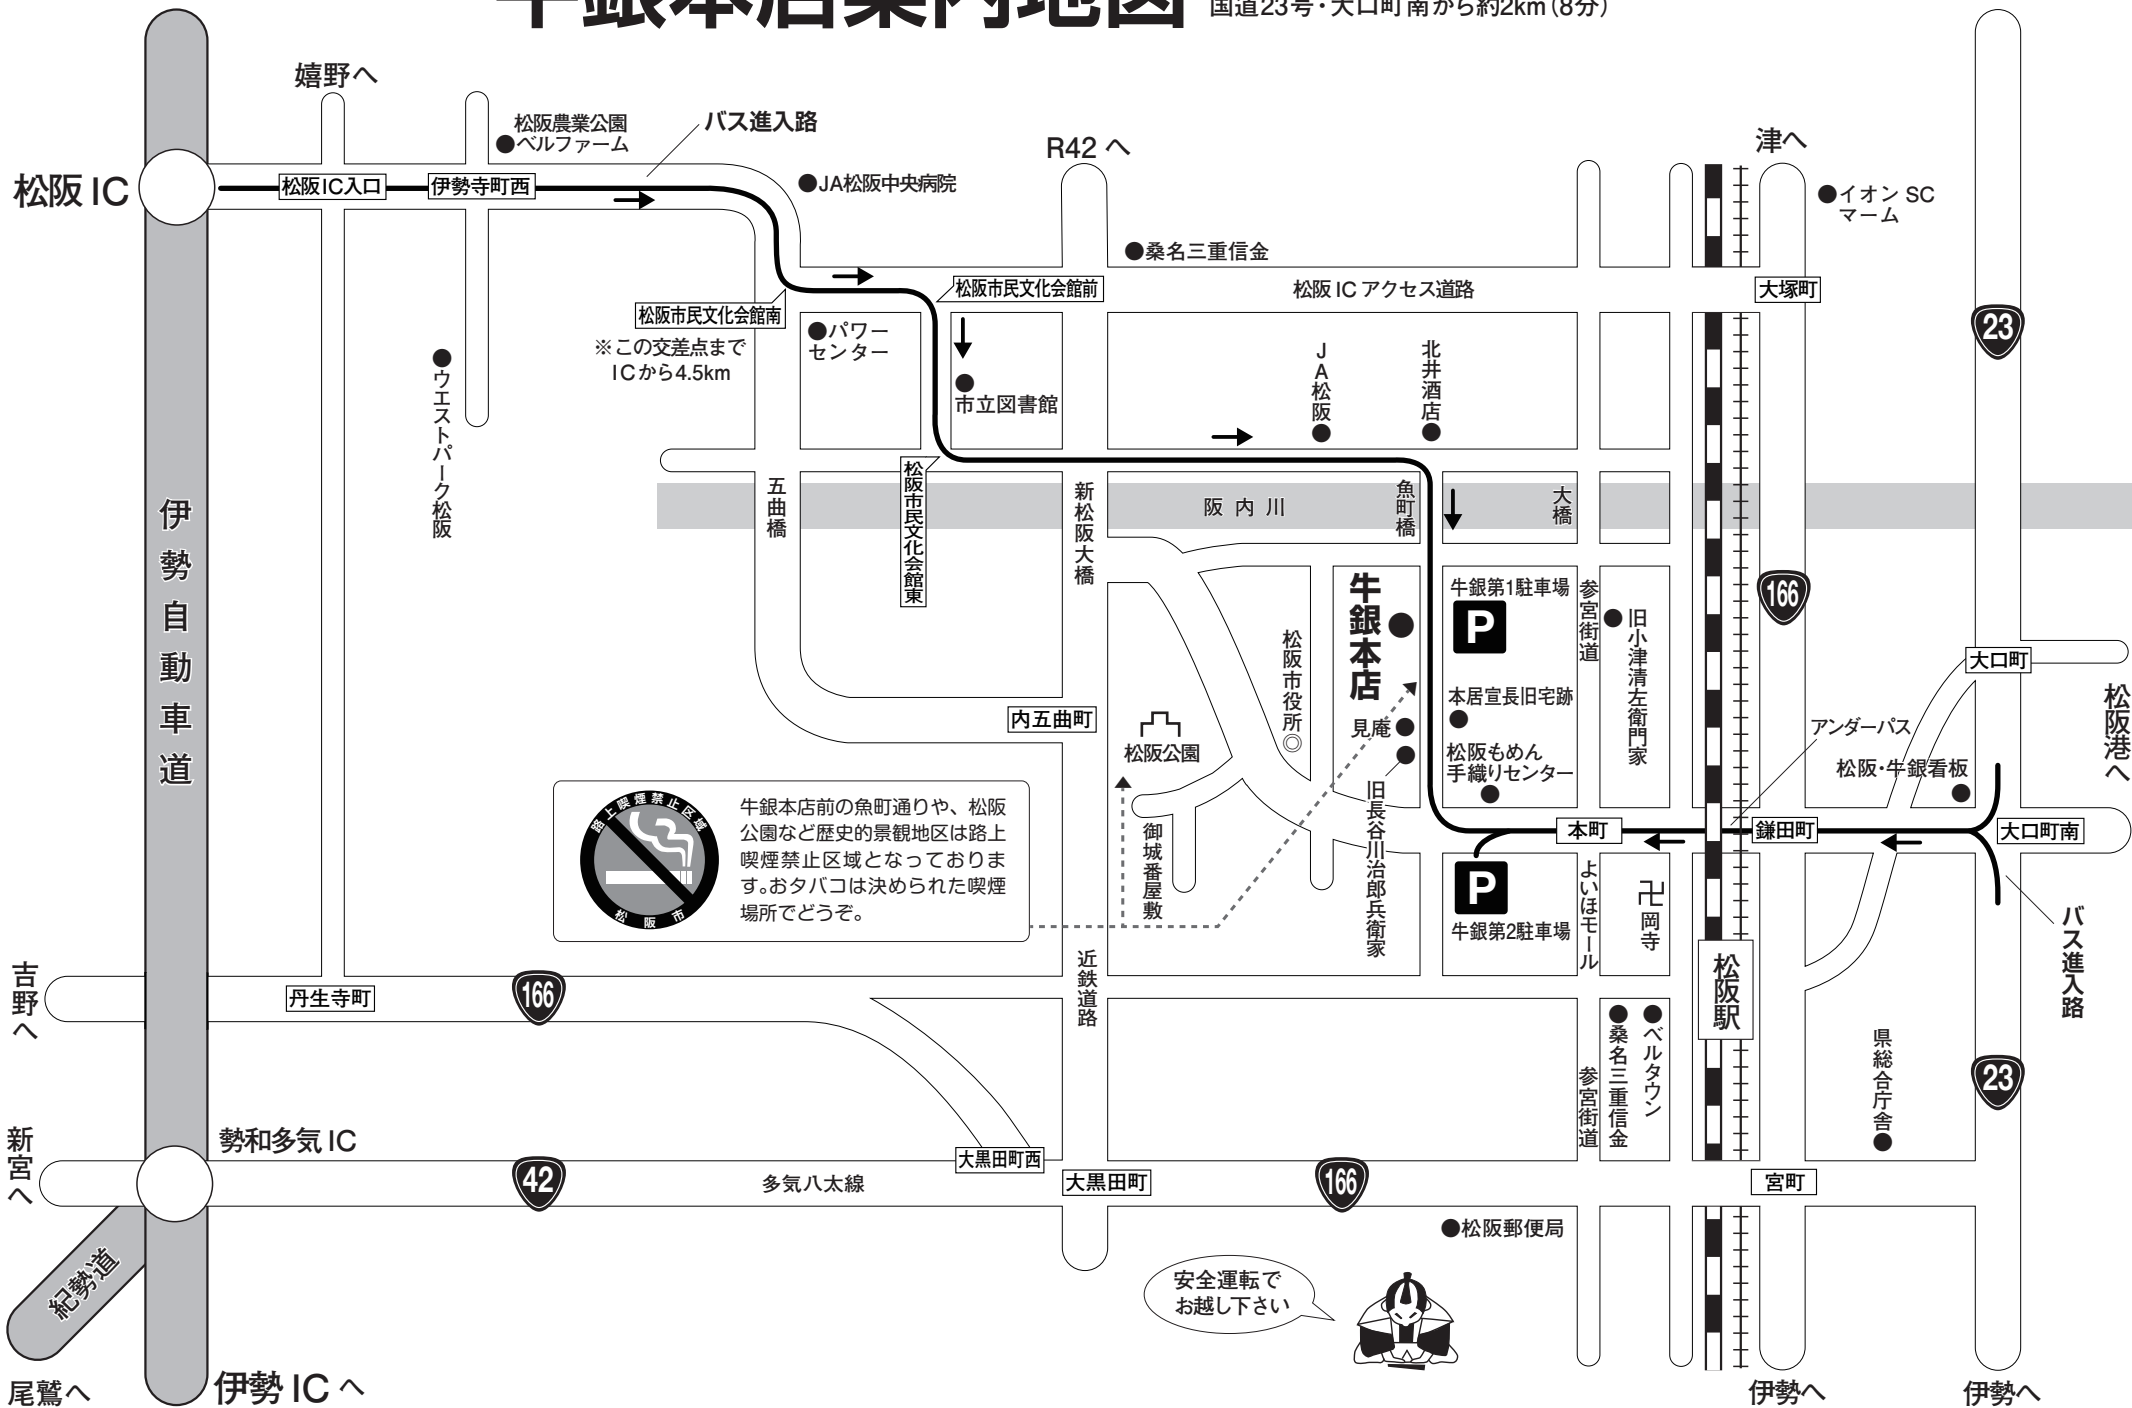 牛銀本店案内地図
国道23号・大口町南から約2km(8分)
嬉野へ
松阪農業公園
●ベルファーム
バス進入路
R42 へ
津へ
松阪 IC
松阪IC入口
伊勢寺町西
●JA松阪中央病院
●イオン SC
マーム
●桑名三重信金
松阪市民文化会館前
松阪 IC アクセス道路
大塚町
松阪市民文化会館南
※この交差点まで
ICから4.5km
●パワー
センター
23
市立図書館
JA松阪
北井酒店
ウエストパーク松阪
伊勢自動車道
五曲橋
松阪市民文化会館東
新松阪大橋
阪内川
魚町橋
大橋
牛銀本店
牛銀第1駐車場
P
参宮街道
旧小津清左衛門家
166
松阪市役所
大口町
松阪港へ
内五曲町
松阪公園
見庵
本居宣長旧宅跡
松阪もめん
手織りセンター
アンダーパス
松阪・牛銀看板
路上喫煙禁止区域
松阪市
牛銀本店前の魚町通りや、松阪
公園など歴史的景観地区は路上
喫煙禁止区域となっておりま
す。おタバコは決められた喫煙
場所でどうぞ。
御城番屋敷
旧長谷川治郎兵衛家
本町
鎌田町
大口町南
P
牛銀第2駐車場
よいほモール
卍岡寺
バス進入路
吉野へ
丹生寺町
166
近鉄道路
松阪駅
桑名三重信金
ベルタウン
参宮街道
県総合庁舎
23
新宮へ
勢和多気 IC
42
多気八太線
大黒田町西
大黒田町
166
宮町
●松阪郵便局
紀勢道
安全運転で
お越し下さい
尾鷲へ
伊勢 IC へ
伊勢へ
伊勢へ